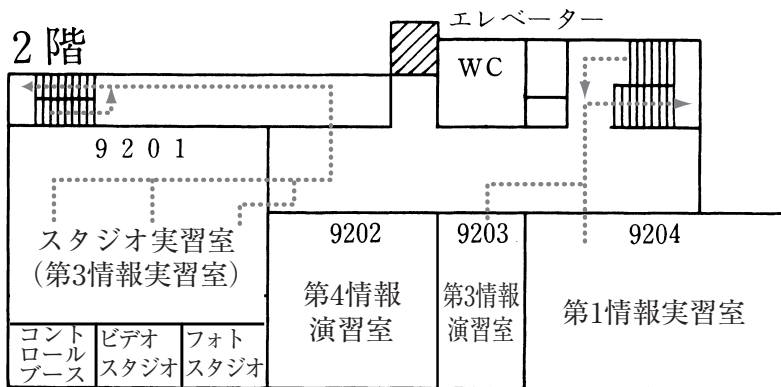 エレベーター
2階
WC
9201
スタジオ実習室
(第3情報実習室)
コント
ロール
ブース
ビデオ
スタジオ
フォト
スタジオ
9202
第4情報
演習室
9203
第3情報
演習室
9204
第1情報実習室